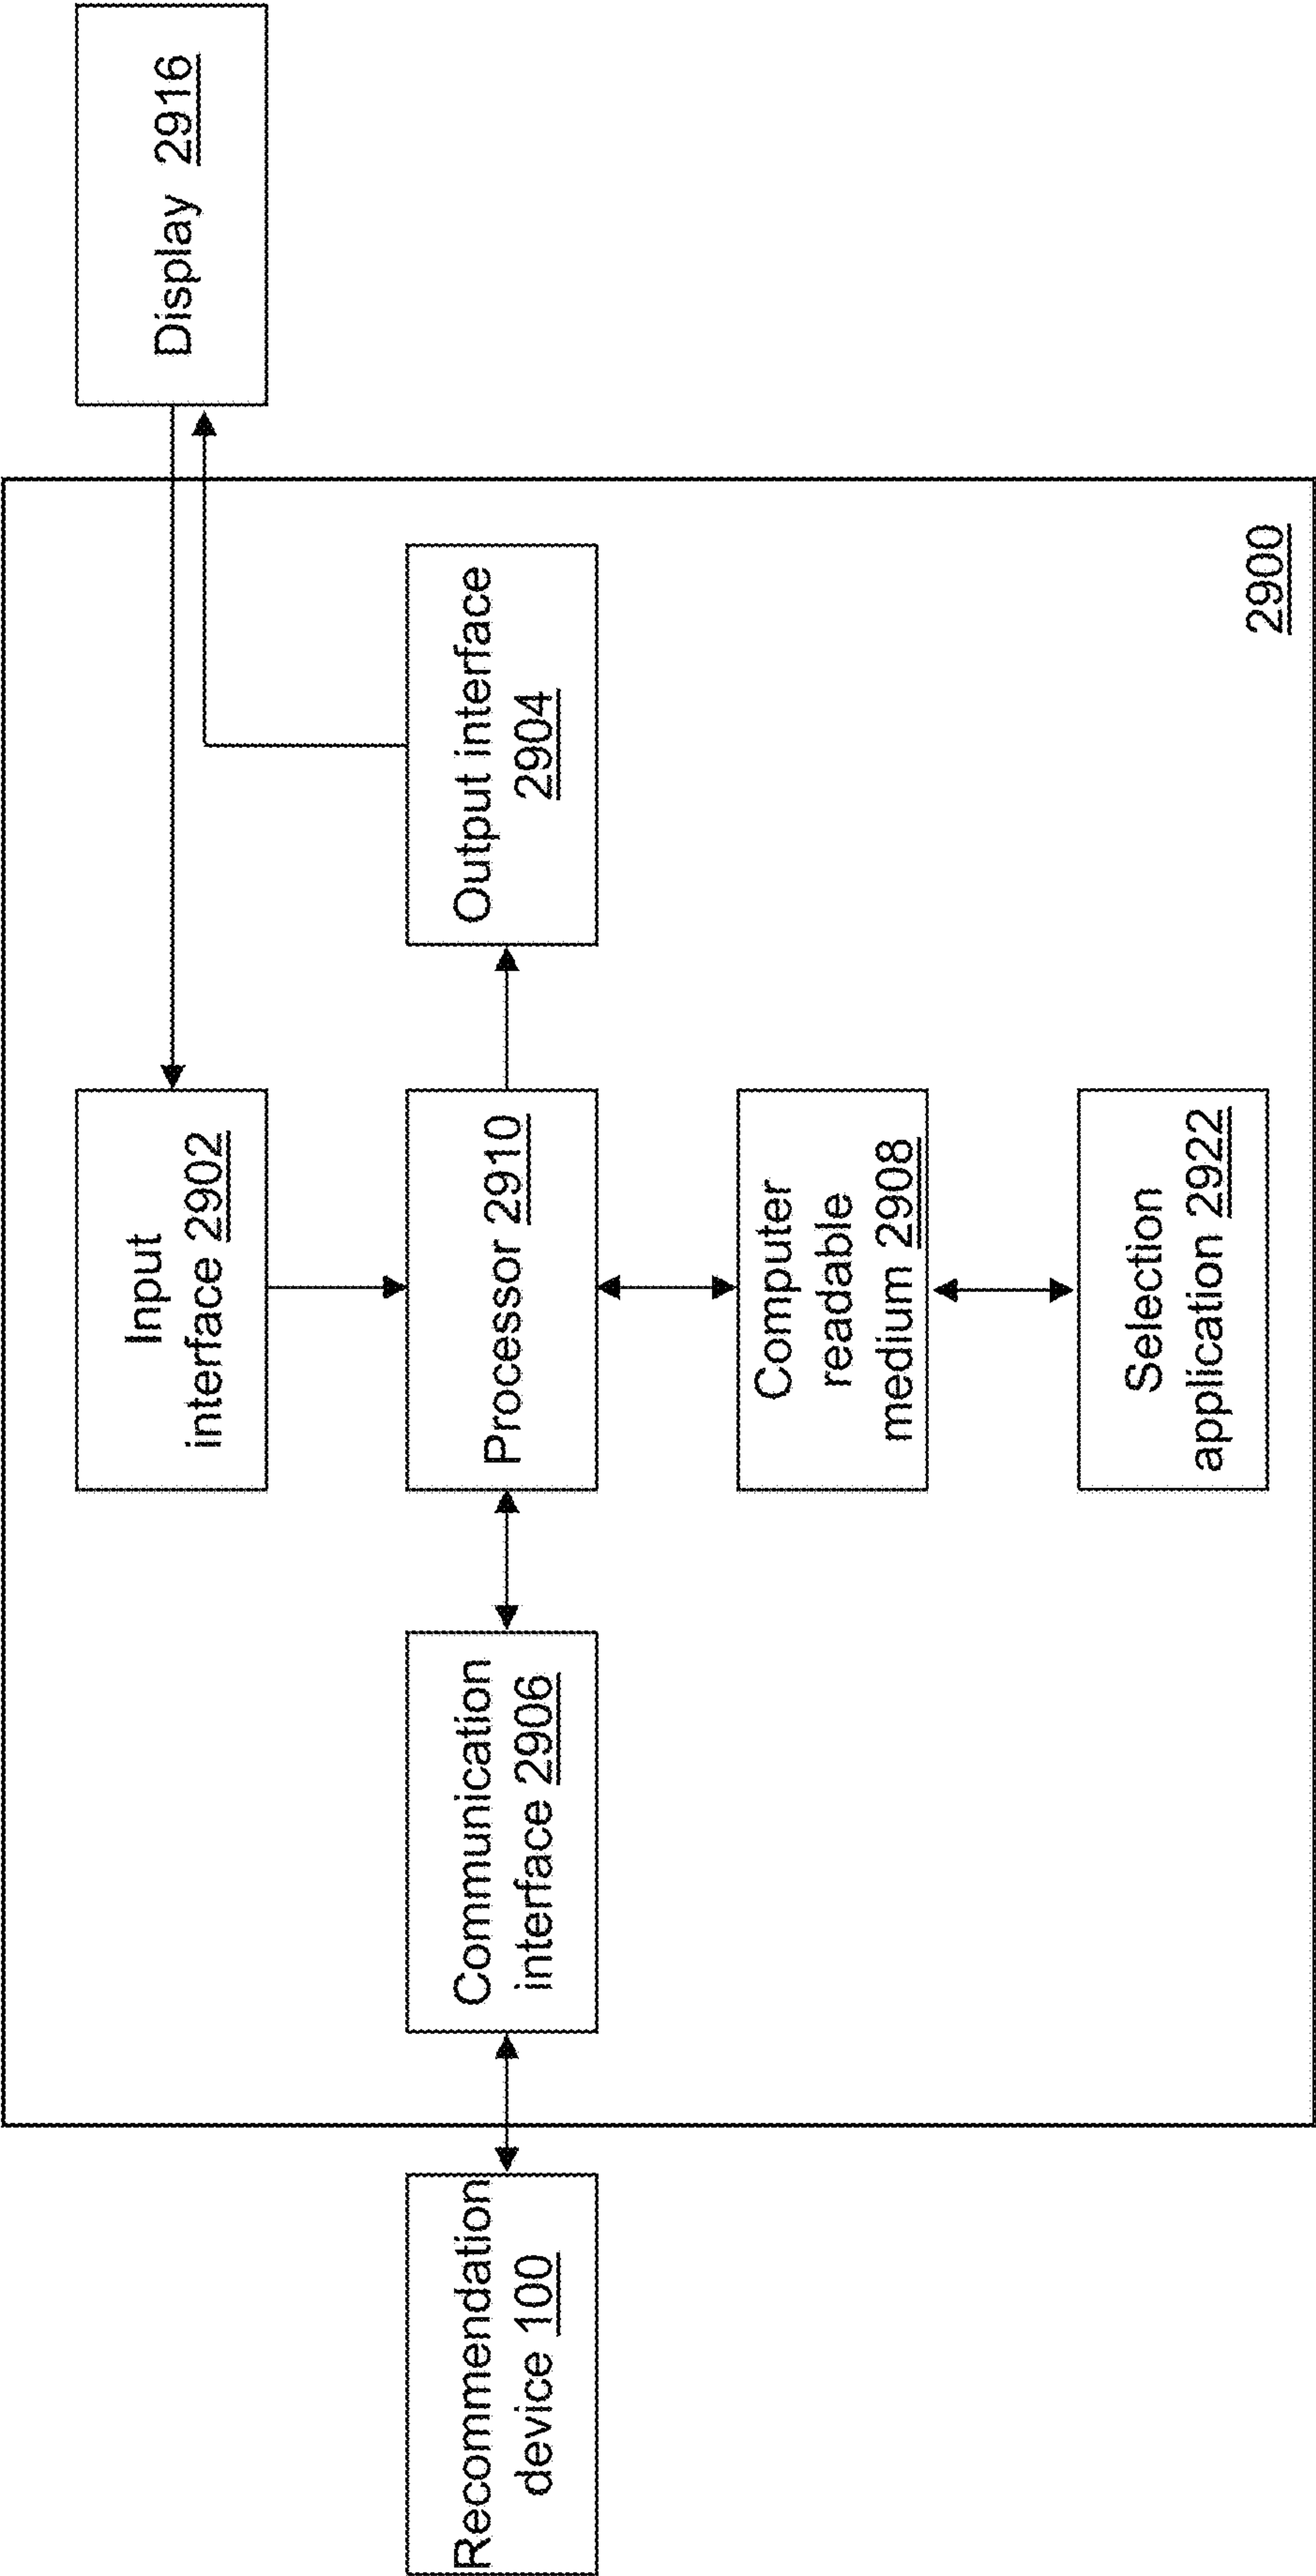 Input
interface 2902
Display 2916
Recommendation
device 100
Communication
interface 2906
Processor 2910
Output interface
2904
Computer
readable
medium 2908
Selection
application 2922
2900